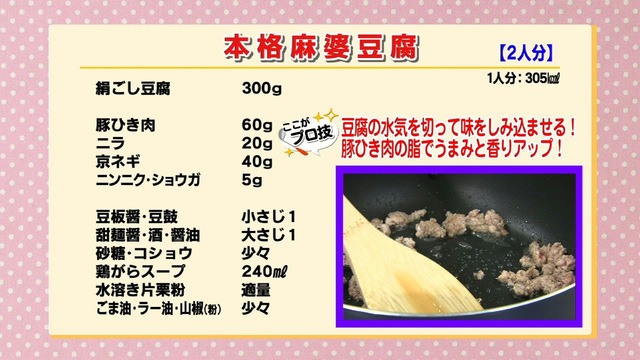 本格麻婆豆腐
【2人分】
1人分：305㎉
絹ごし豆腐 300g
豚ひき肉 60g
ニラ 20g
京ネギ 40g
ニンニク・ショウガ 5g
豆板醤・豆鼓 小さじ1
甜麺醤・酒・醤油 大さじ1
砂糖・コショウ 少々
鶏がらスープ 240㎖
水溶き片栗粉 適量
ごま油・ラー油・山椒(粉) 少々
ここが
プロ技
豆腐の水気を切って味をしみ込ませる！
豚ひき肉の脂でうまみと香りアップ！